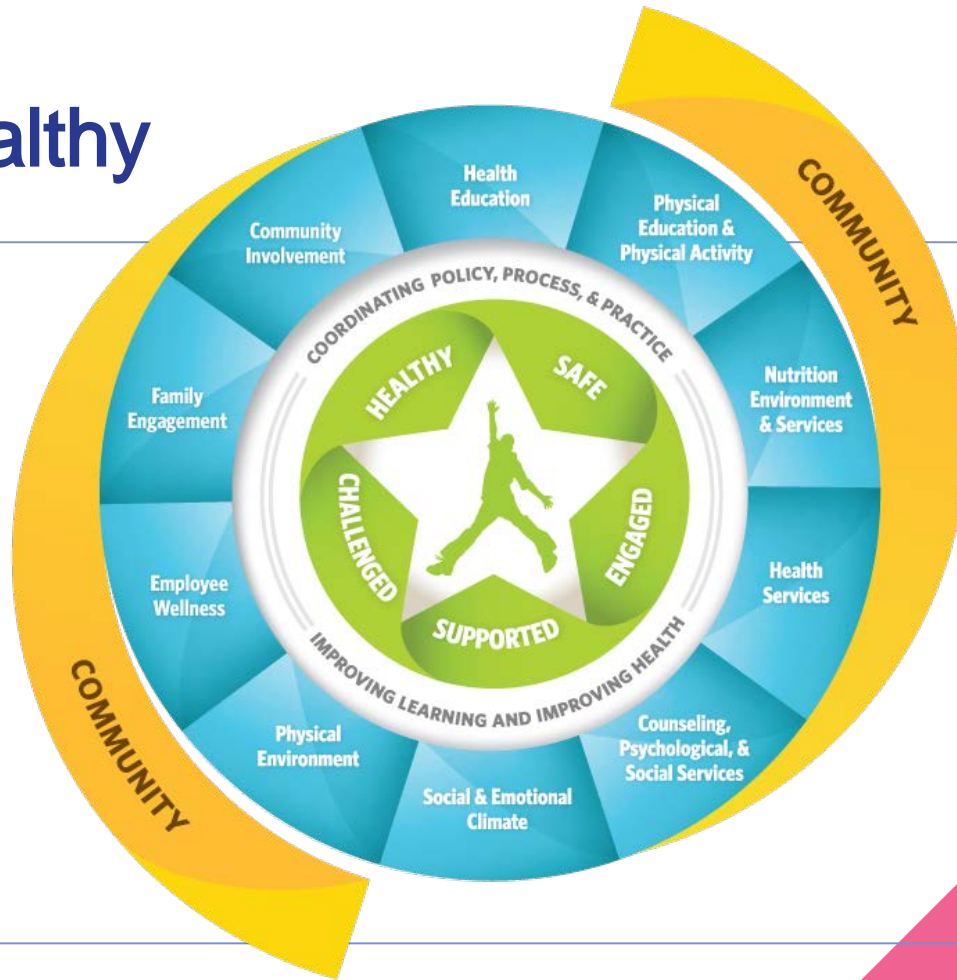 althy
COMMUNITY
Health
Education
Physical
Education &
Physical Activity
Nutrition
Environment
& Services
Health
Services
Counseling,
Psychological, &
Social Services
Social & Emotional
Climate
Physical
Environment
Employee
Wellness
Family
Engagement
Community
Involvement
COORDINATING POLICY, PROCESS, & PRACTICE
IMPROVING LEARNING AND IMPROVING HEALTH
HEALTHY
SAFE
ENGAGED
SUPPORTED
CHALLENGED
COMMUNITY